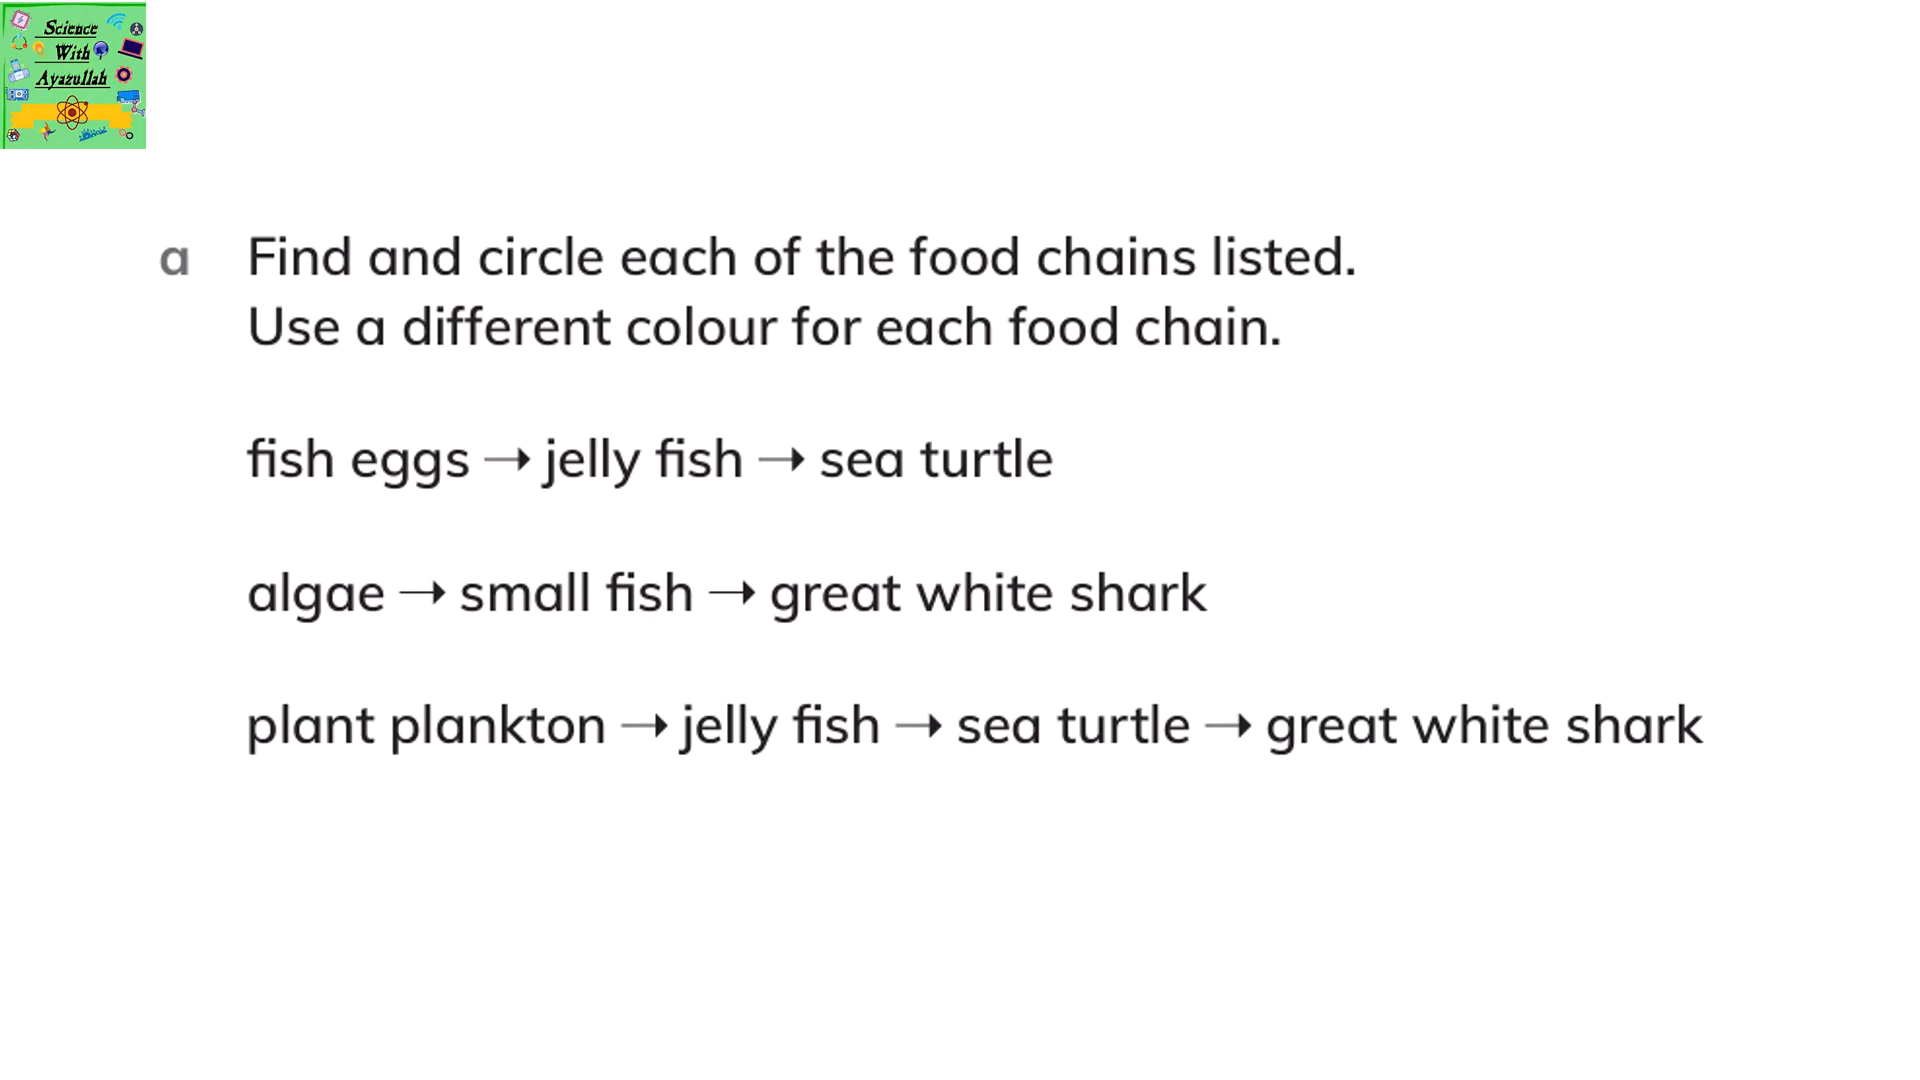 Science
With
Ayazullah
a Find and circle each of the food chains listed.
Use a different colour for each food chain.
fish eggs → jelly fish → sea turtle
algae → small fish → great white shark
plant plankton → jelly fish → sea turtle → great white shark